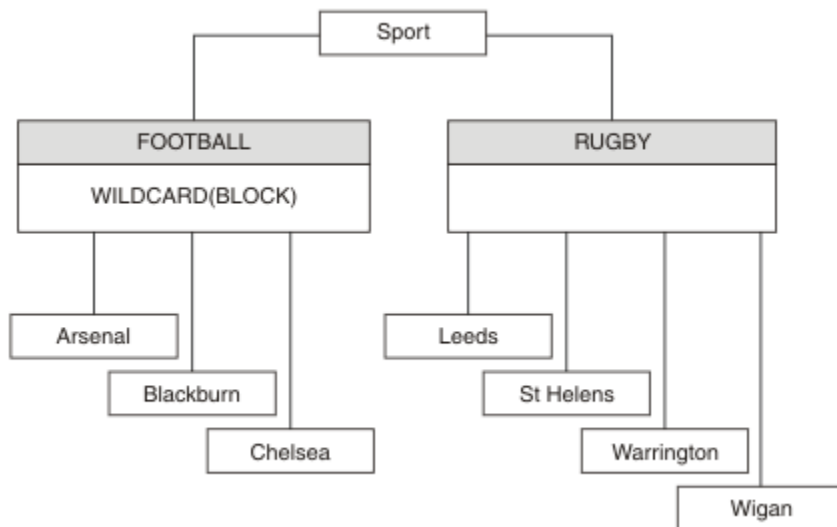 Sport
FOOTBALL
WILDCARD(BLOCK)
RUGBY
Arsenal
Blackburn
Chelsea
Leeds
St Helens
Warrington
Wigan